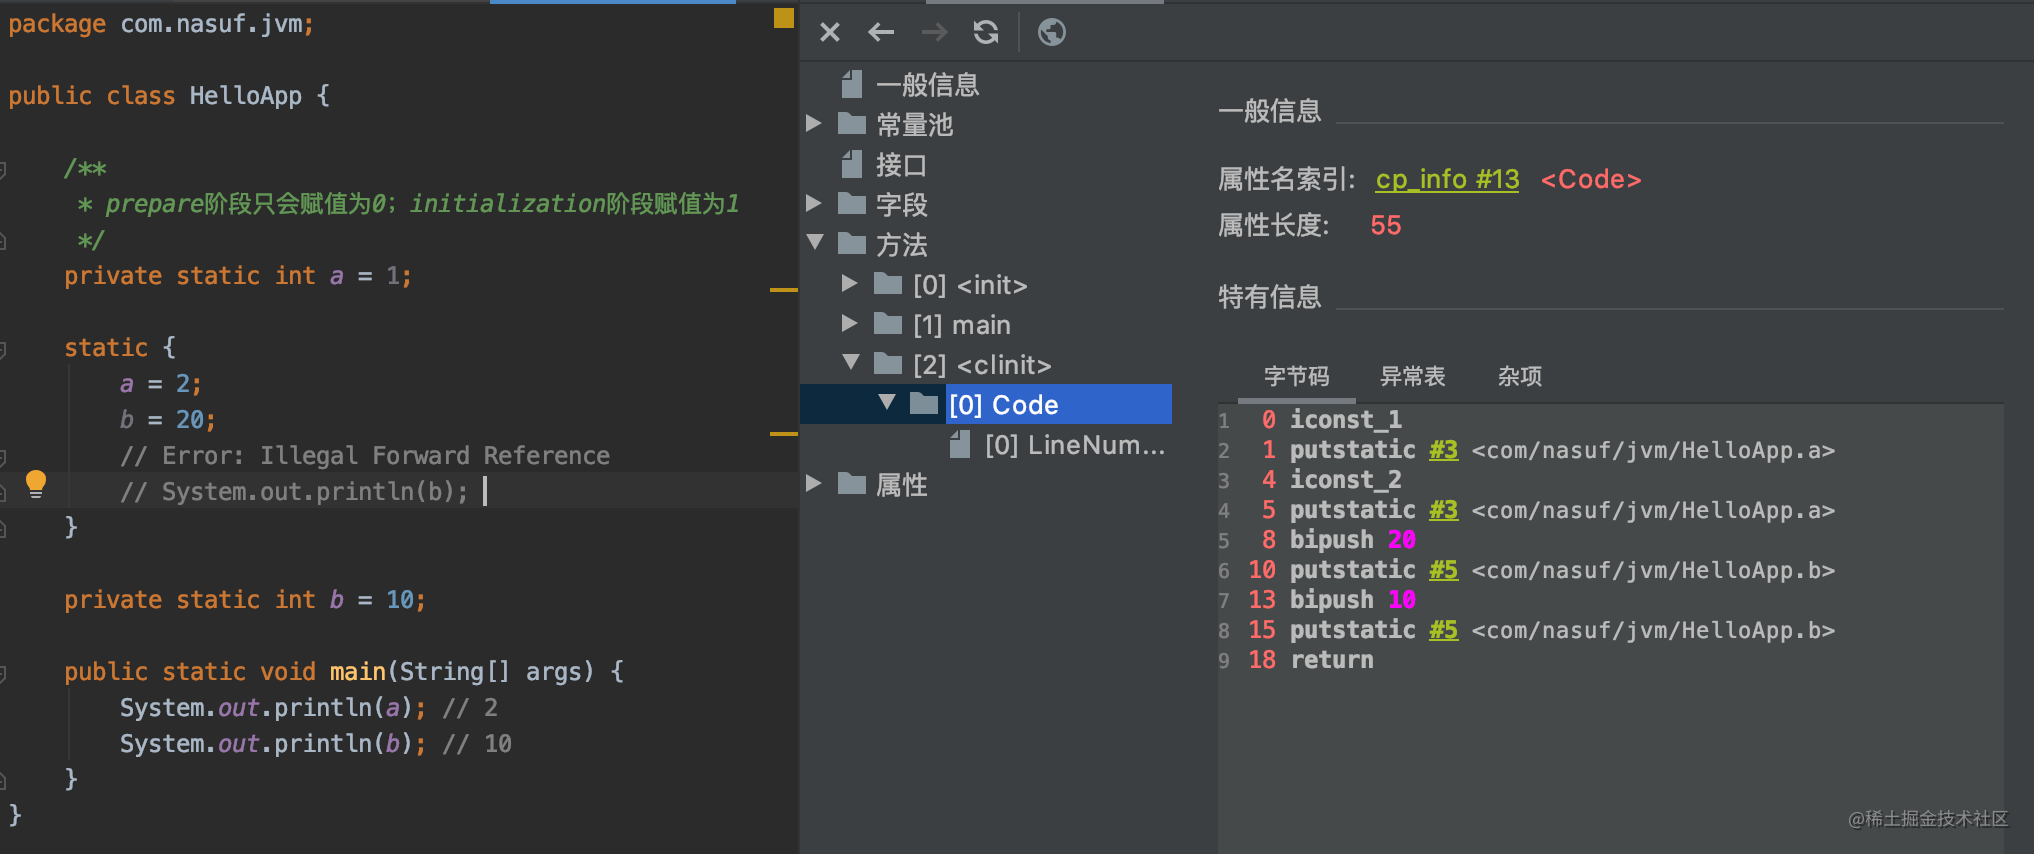 package com.nasuf.jvm;
public class HelloApp {
/**
* prepare阶段只会赋值为0；initialization阶段赋值为1
*/
private static int a = 1;
static {
a = 2;
b = 20;
// Error: Illegal Forward Reference
// System.out.println(b);
}
private static int b = 10;
public static void main(String[] args) {
System.out.println(a); // 2
System.out.println(b); // 10
}
}
一般信息
常量池
接口
字段
方法
[0] <init>
[1] main
[2] <clinit>
[0] Code
[0] LineNum...
属性
一般信息
属性名索引: cp_info #13 <Code>
属性长度: 55
特有信息
字节码 异常表 杂项
1 0 iconst_1
2 1 putstatic #3 <com/nasuf/jvm/HelloApp.a>
3 4 iconst_2
4 5 putstatic #3 <com/nasuf/jvm/HelloApp.a>
5 8 bipush 20
6 10 putstatic #5 <com/nasuf/jvm/HelloApp.b>
7 13 bipush 10
8 15 putstatic #5 <com/nasuf/jvm/HelloApp.b>
9 18 return
@稀土掘金技术社区